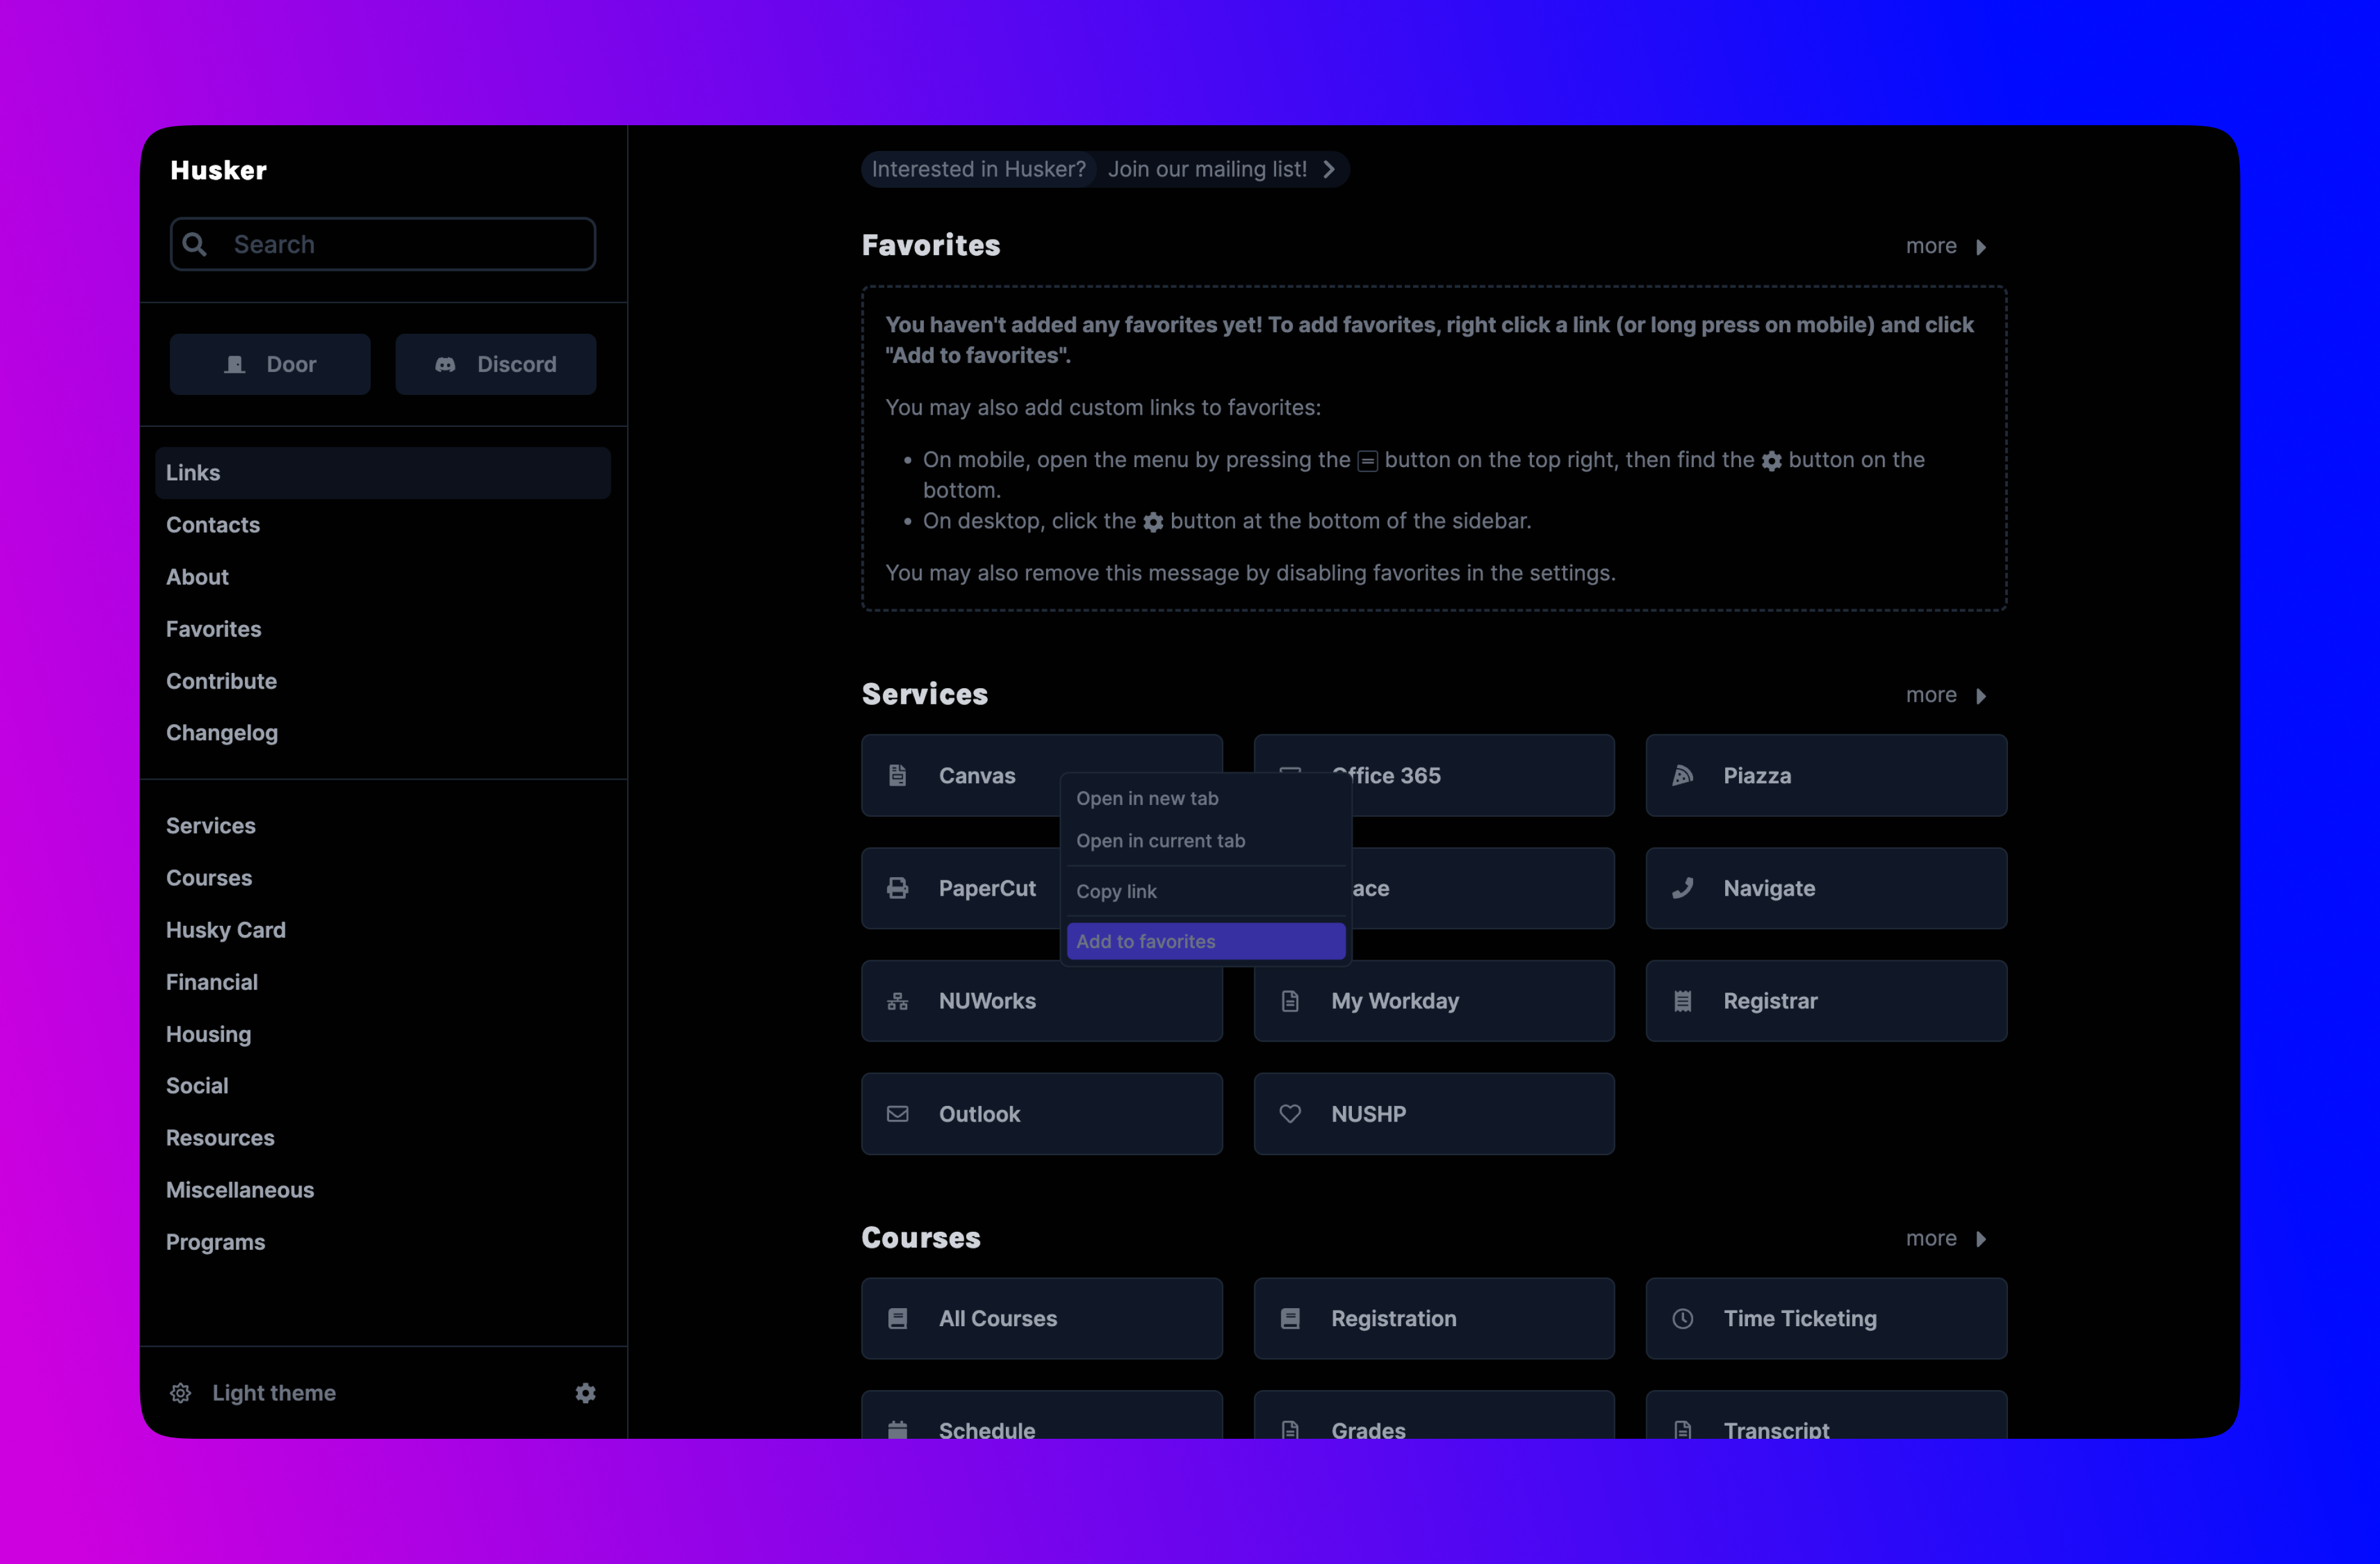 Husker
Search
Door
Discord
Links
Contacts
About
Favorites
Contribute
Changelog
Services
Courses
Husky Card
Financial
Housing
Social
Resources
Miscellaneous
Programs
Light theme
Interested in Husker? Join our mailing list!
Favorites
more
You haven't added any favorites yet! To add favorites, right click a link (or long press on mobile) and click
"Add to favorites".
You may also add custom links to favorites:
• On mobile, open the menu by pressing the button on the top right, then find the button on the
bottom.
• On desktop, click the button at the bottom of the sidebar.
You may also remove this message by disabling favorites in the settings.
Services
more
Canvas
Office 365
Piazza
PaperCut
ace
Navigate
Open in new tab
Open in current tab
Copy link
Add to favorites
NUWorks
My Workday
Registrar
Outlook
NUSHP
Courses
more
All Courses
Registration
Time Ticketing
Schedule
Grades
Transcript